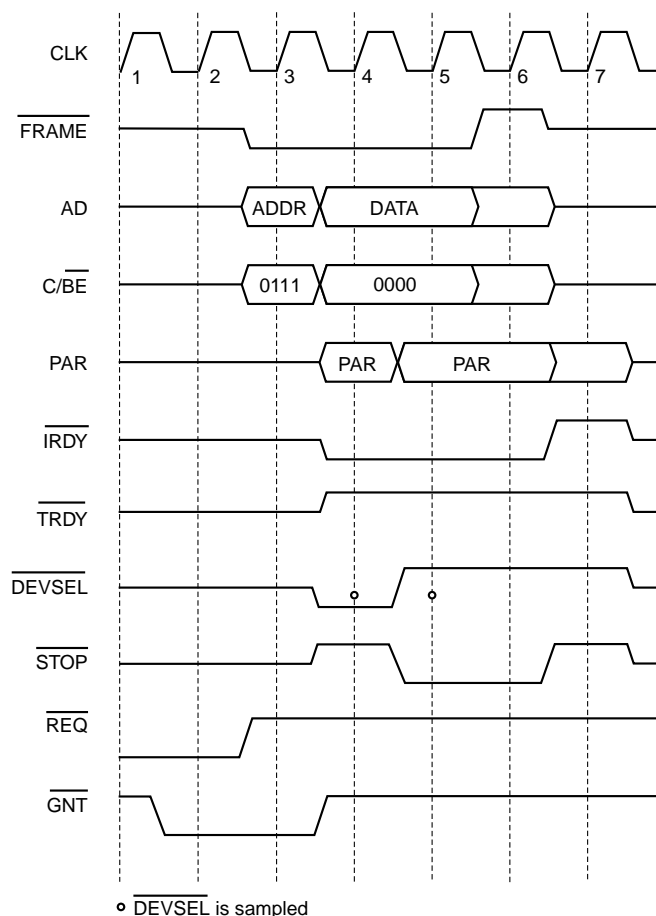 CLK
1 2 3 4 5 6 7
FRAME
AD ADDR DATA
C/BE 0111 0000
PAR PAR PAR
IRDY
TRDY
DEVSEL
STOP
REQ
GNT
DEVSEL is sampled